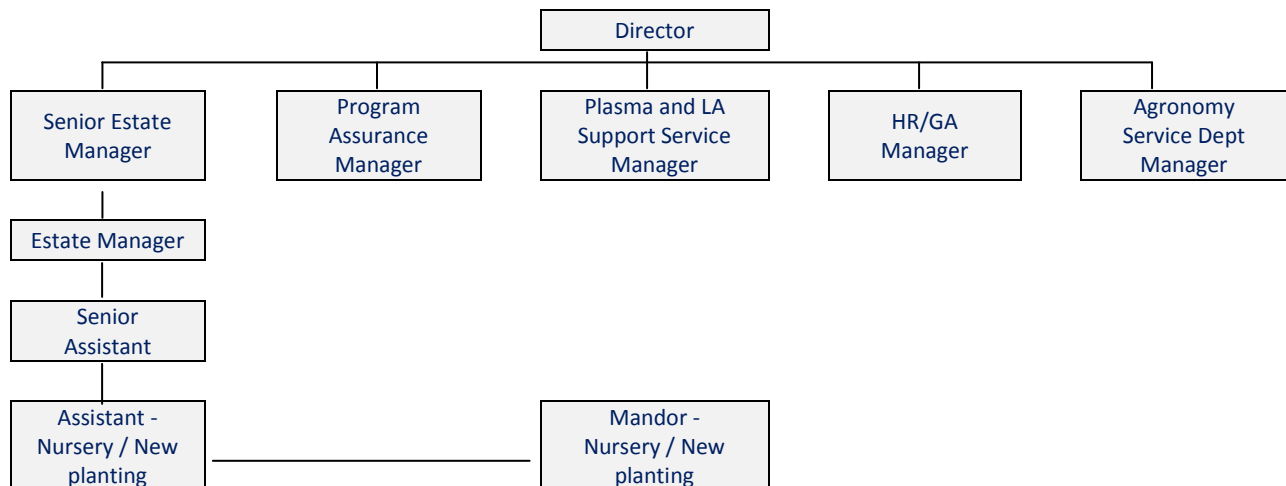 Director
Senior Estate
Manager
Program
Assurance
Manager
Plasma and LA
Support Service
Manager
HR/GA
Manager
Agronomy
Service Dept
Manager
Estate Manager
Senior
Assistant
Assistant -
Nursery / New
planting
Mandor -
Nursery / New
planting